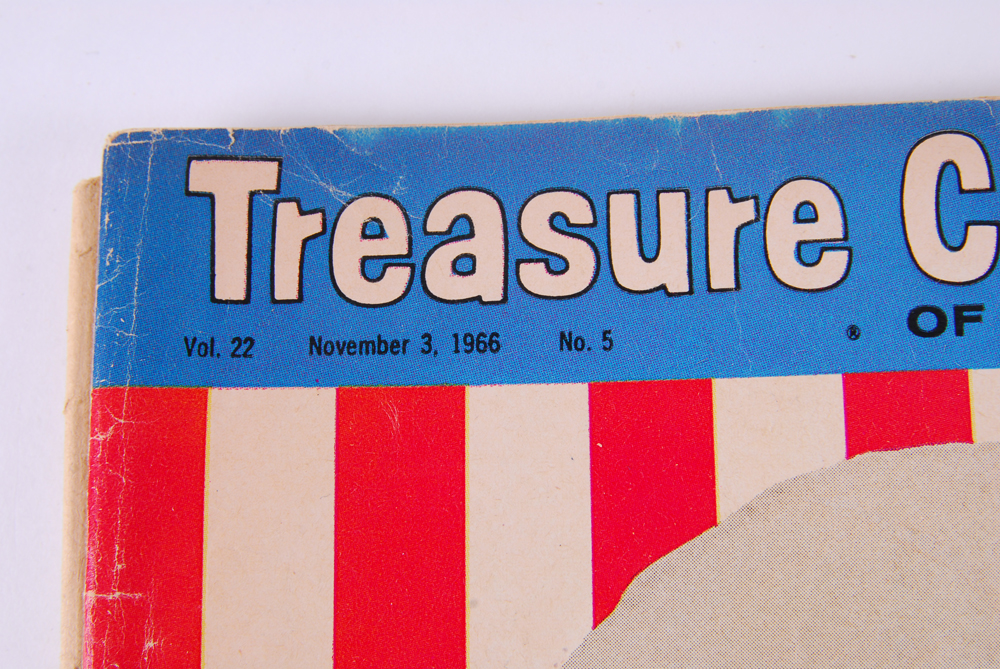 Treasure C
Vol. 22 November 3, 1966 No. 5 ®
OF